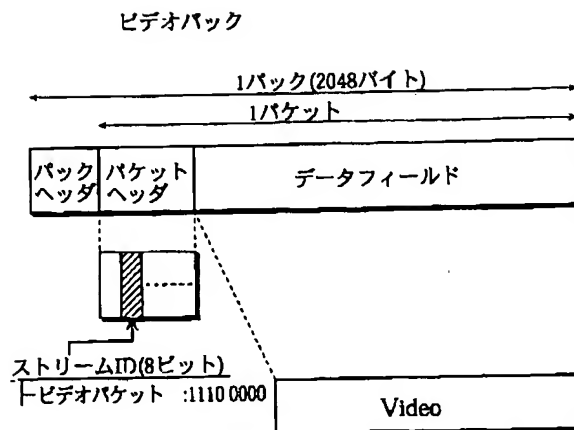 ビデオパック
1パック(2048バイト)
1パケット
パック
ヘッダ
パケット
ヘッダ
データフィールド
ストリームID(8ビット)
ビデオパケット :1110 0000
Video